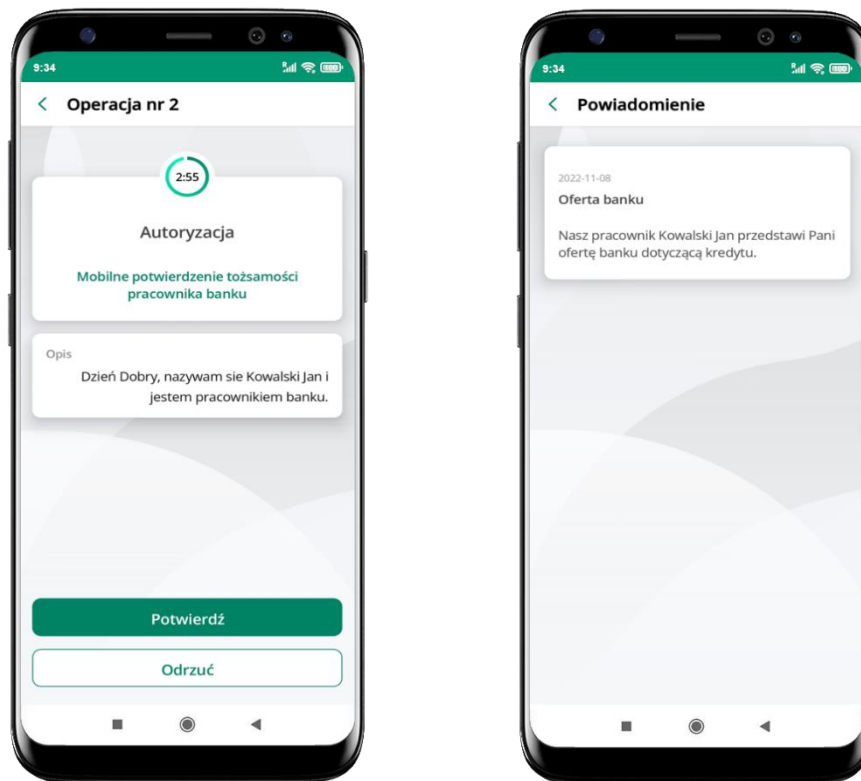 9:34
Operacja nr 2
2:55
Autoryzacja
Mobilne potwierdzenie tożsamości
pracownika banku
Opis
Dzień Dobry, nazywam sie Kowalski Jan i
jestem pracownikiem banku.
Potwierdź
Odrzuć
9:34
Powiadomienie
2022-11-08
Oferta banku
Nasz pracownik Kowalski Jan przedstawi Pani
ofertę banku dotyczącą kredytu.